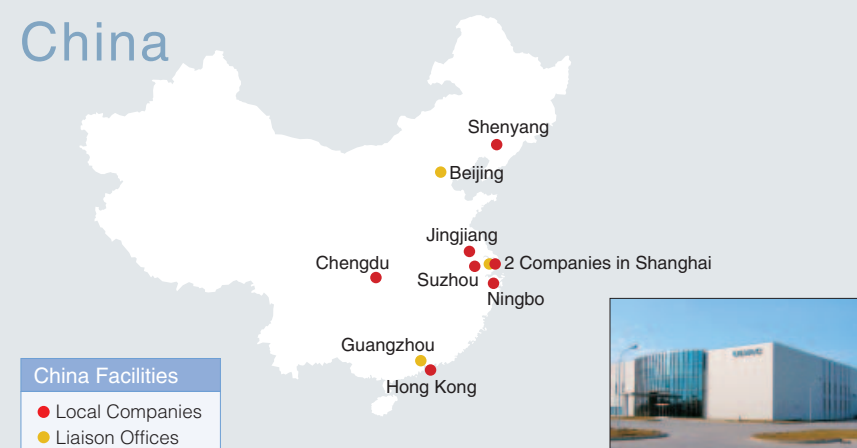 China
Shenyang
Beijing
Jingjiang
Chengdu
2 Companies in Shanghai
Suzhou
Ningbo
Guangzhou
Hong Kong
China Facilities
Local Companies
Liaison Offices